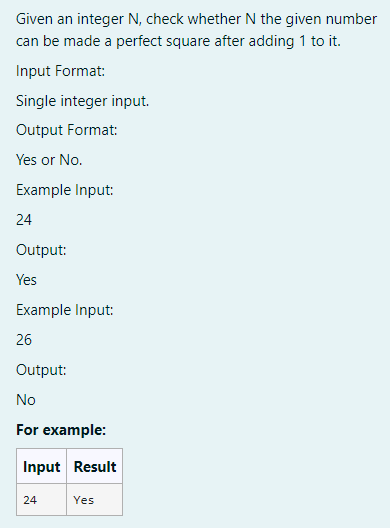 Given an integer N, check whether N the given number
can be made a perfect square after adding 1 to it.
Input Format:
Single integer input.
Output Format:
Yes or No.
Example Input:
24
Output:
Yes
Example Input:
26
Output:
No
For example:
Input Result
24 Yes